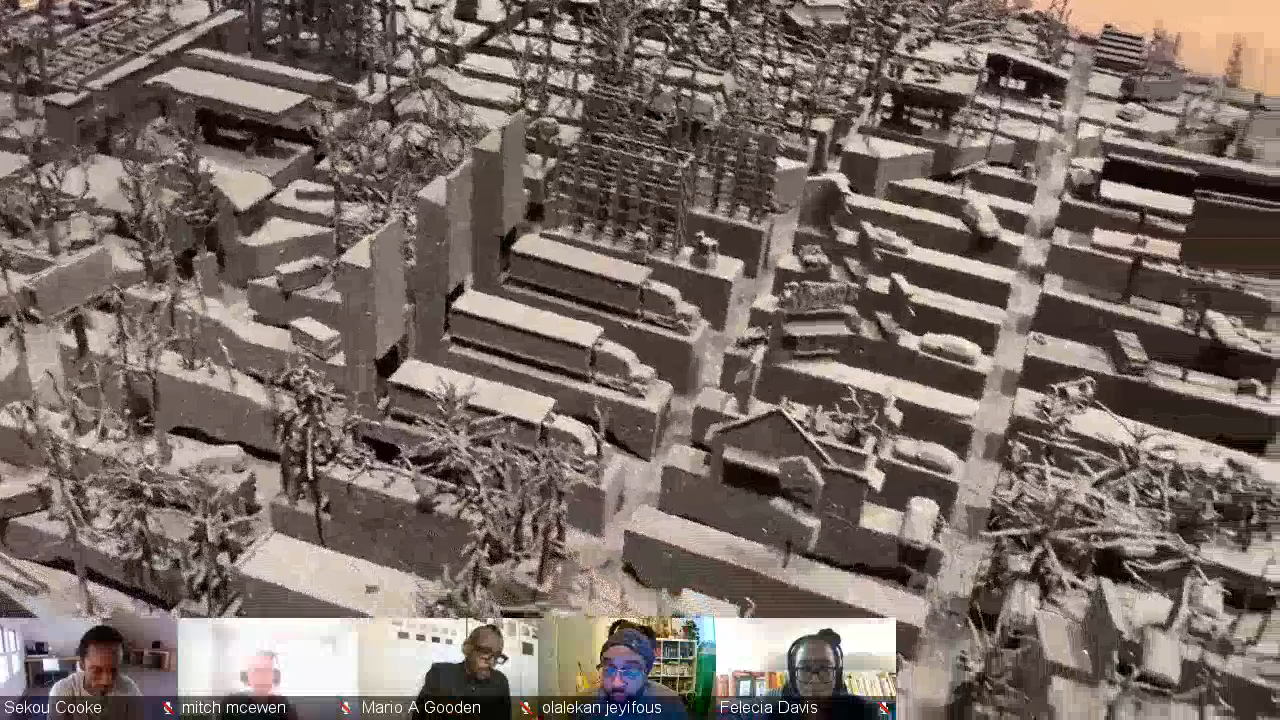 Sekou Cooke
mitch mcewen
Mario A Gooden
olalekan jeyifous
Felecia Davis